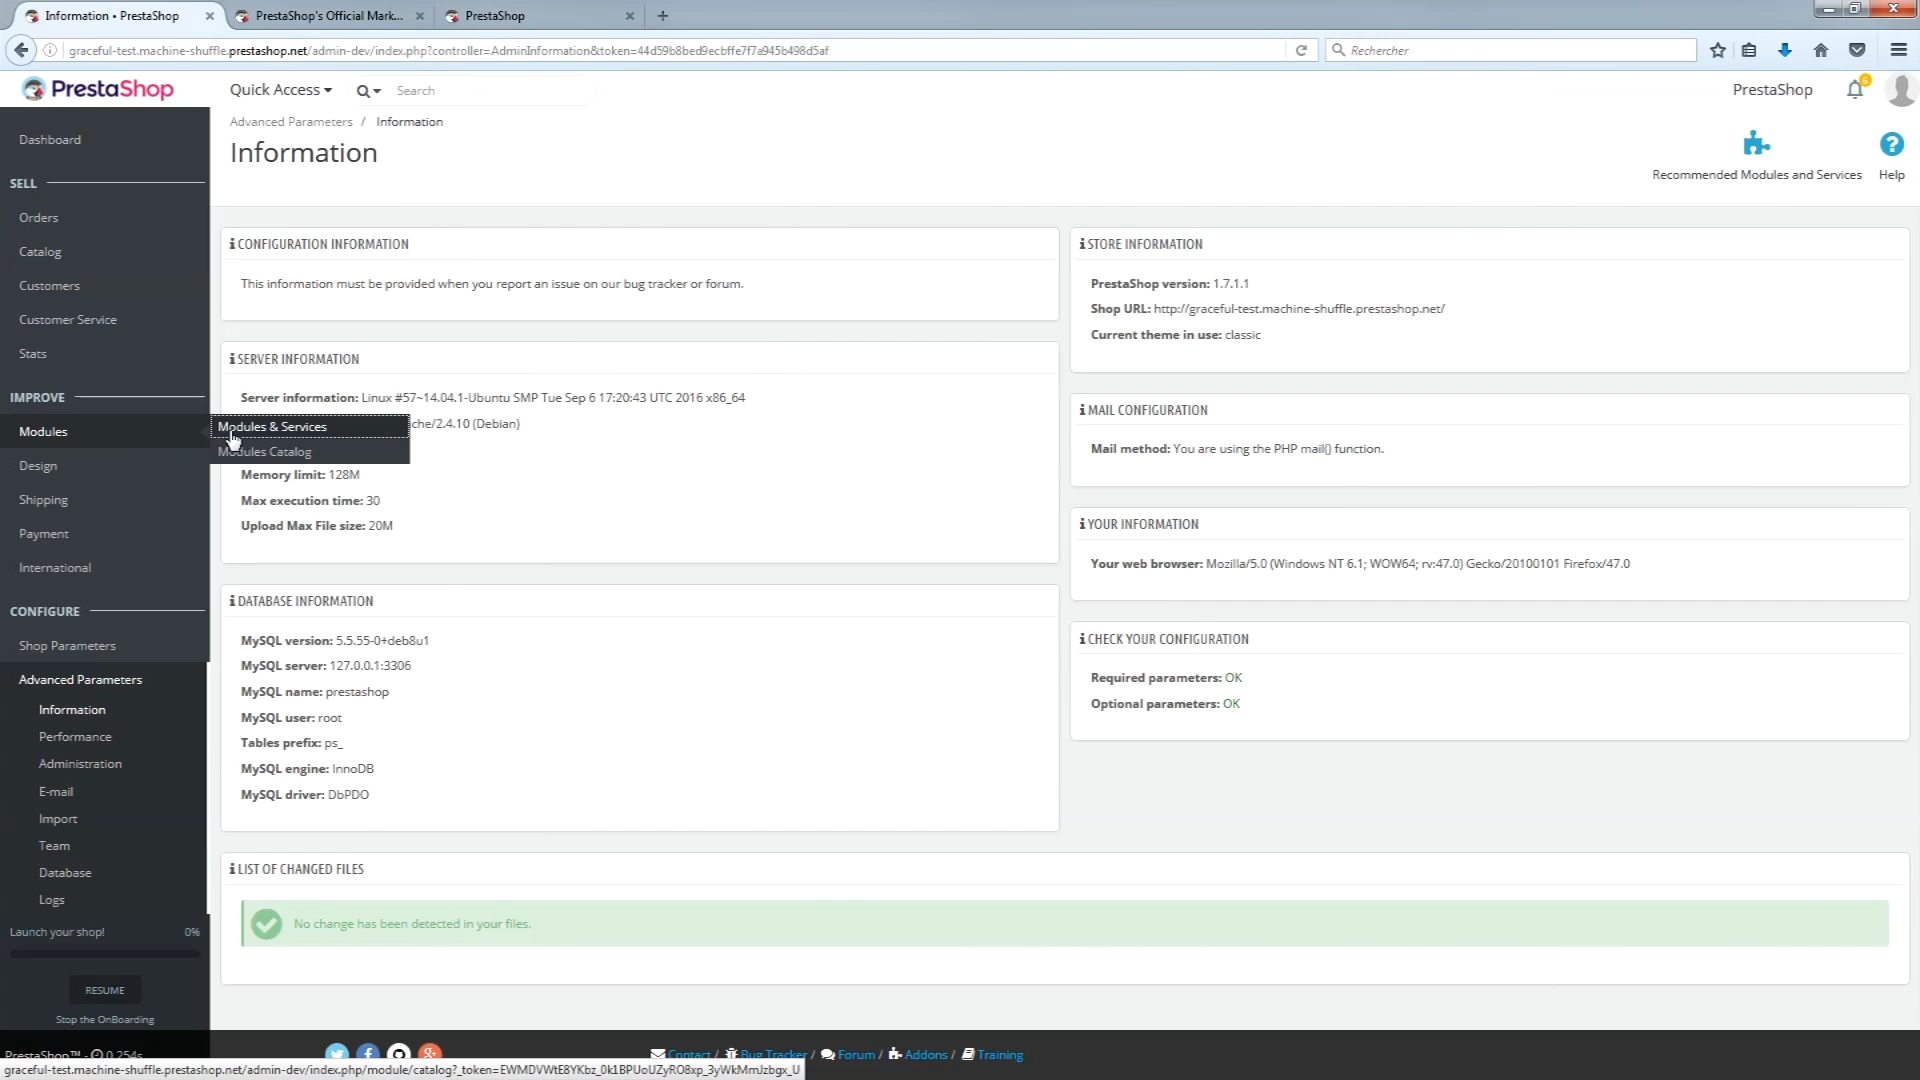 Information • PrestaShop
PrestaShop's Official Mark...
PrestaShop
graceful-test.machine-shuffle.prestashop.net/admin-dev/index.php?controller=AdminInformation&token=44d59b8bed9ecbffe7f7a945b498d5af
Rechercher
PrestaShop
Quick Access
Search
PrestaShop
6
Advanced Parameters / Information
Information
Recommended Modules and Services
Help
Dashboard
SELL
Orders
Catalog
Customers
Customer Service
Stats
IMPROVE
Modules
Modules & Services
Modules Catalog
Design
Shipping
Payment
International
CONFIGURE
Shop Parameters
Advanced Parameters
Information
Performance
Administration
E-mail
Import
Team
Database
Logs
Launch your shop! 0%
RESUME
Stop the OnBoarding
CONFIGURATION INFORMATION
This information must be provided when you report an issue on our bug tracker or forum.
SERVER INFORMATION
Server information: Linux #57~14.04.1-Ubuntu SMP Tue Sep 6 17:20:43 UTC 2016 x86_64
che/2.4.10 (Debian)
Memory limit: 128M
Max execution time: 30
Upload Max File size: 20M
DATABASE INFORMATION
MySQL version: 5.5.55-0+deb8u1
MySQL server: 127.0.0.1:3306
MySQL name: prestashop
MySQL user: root
Tables prefix: ps_
MySQL engine: InnoDB
MySQL driver: DbPDO
STORE INFORMATION
PrestaShop version: 1.7.1.1
Shop URL: http://graceful-test.machine-shuffle.prestashop.net/
Current theme in use: classic
MAIL CONFIGURATION
Mail method: You are using the PHP mail() function.
YOUR INFORMATION
Your web browser: Mozilla/5.0 (Windows NT 6.1; WOW64; rv:47.0) Gecko/20100101 Firefox/47.0
CHECK YOUR CONFIGURATION
Required parameters: OK
Optional parameters: OK
LIST OF CHANGED FILES
No change has been detected in your files.
PrestaShop™ - 0.254s
Contact / Bug Tracker / Forum / Addons / Training
graceful-test.machine-shuffle.prestashop.net/admin-dev/index.php/module/catalog?_token=EWMDVWtE8YKbz_0k1BPUoUZyRO8xp_3yWkMmJzbgx_U